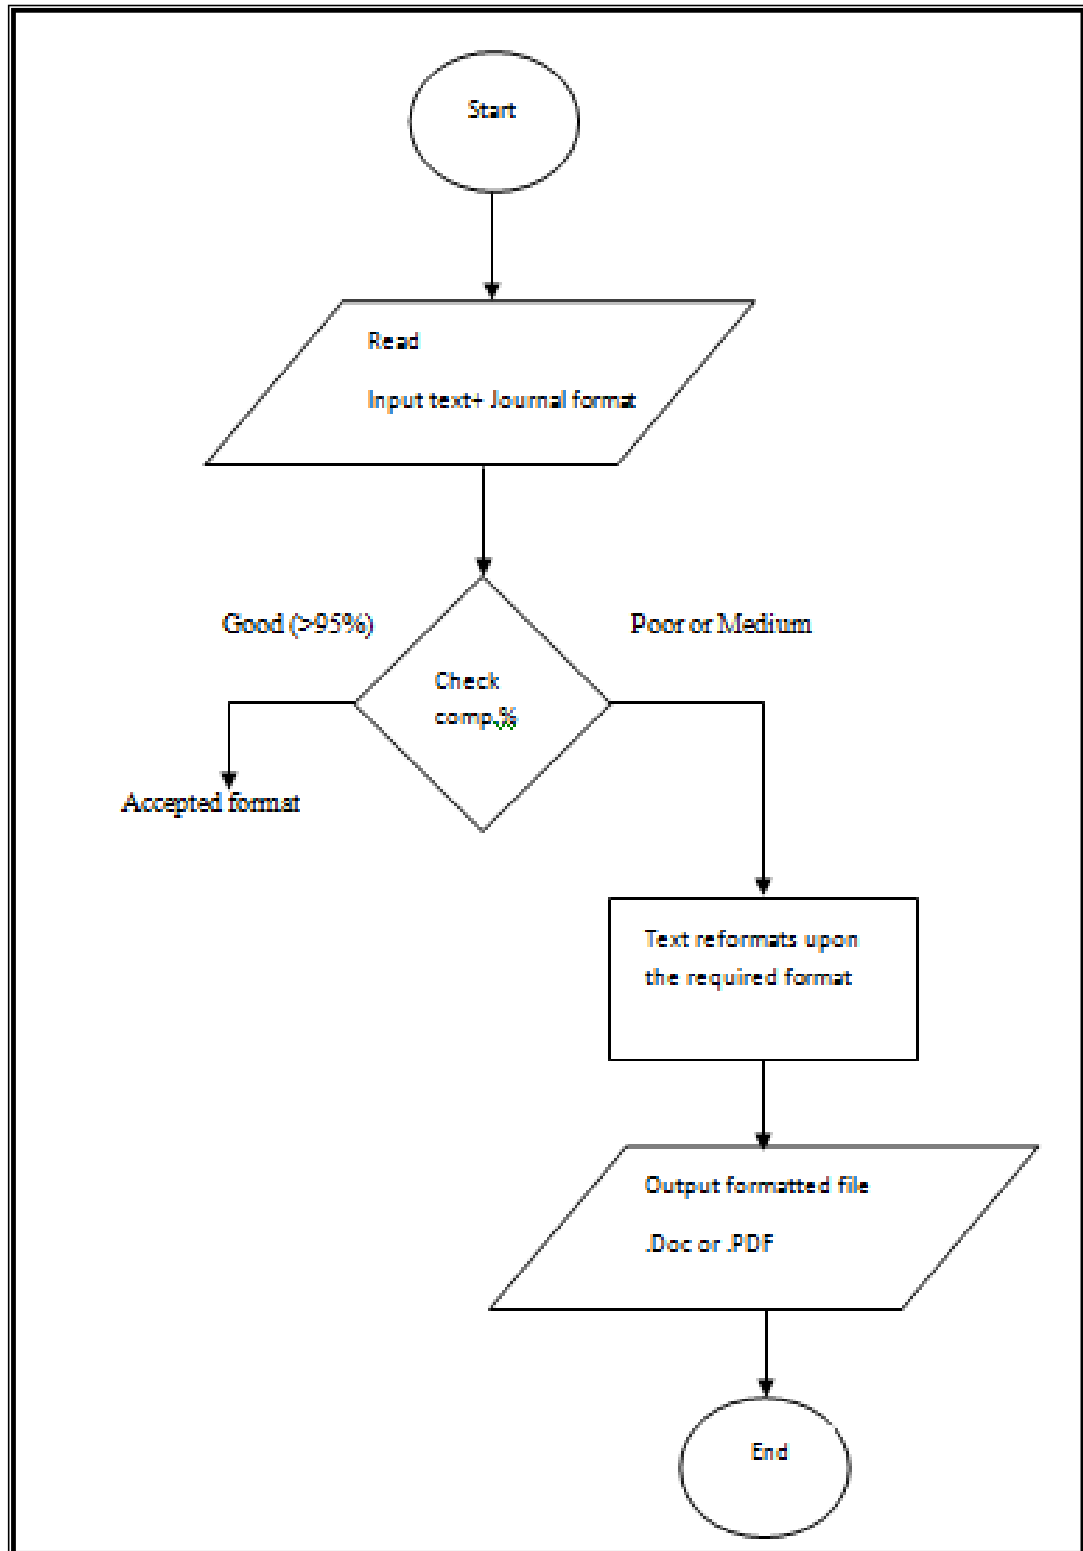 Start
Read
Input text+ Journal format
Good (>95%)
Poor or Medium
Check
comp.%
Accepted format
Text reformats upon
the required format
Output formatted file
.Doc or .PDF
End